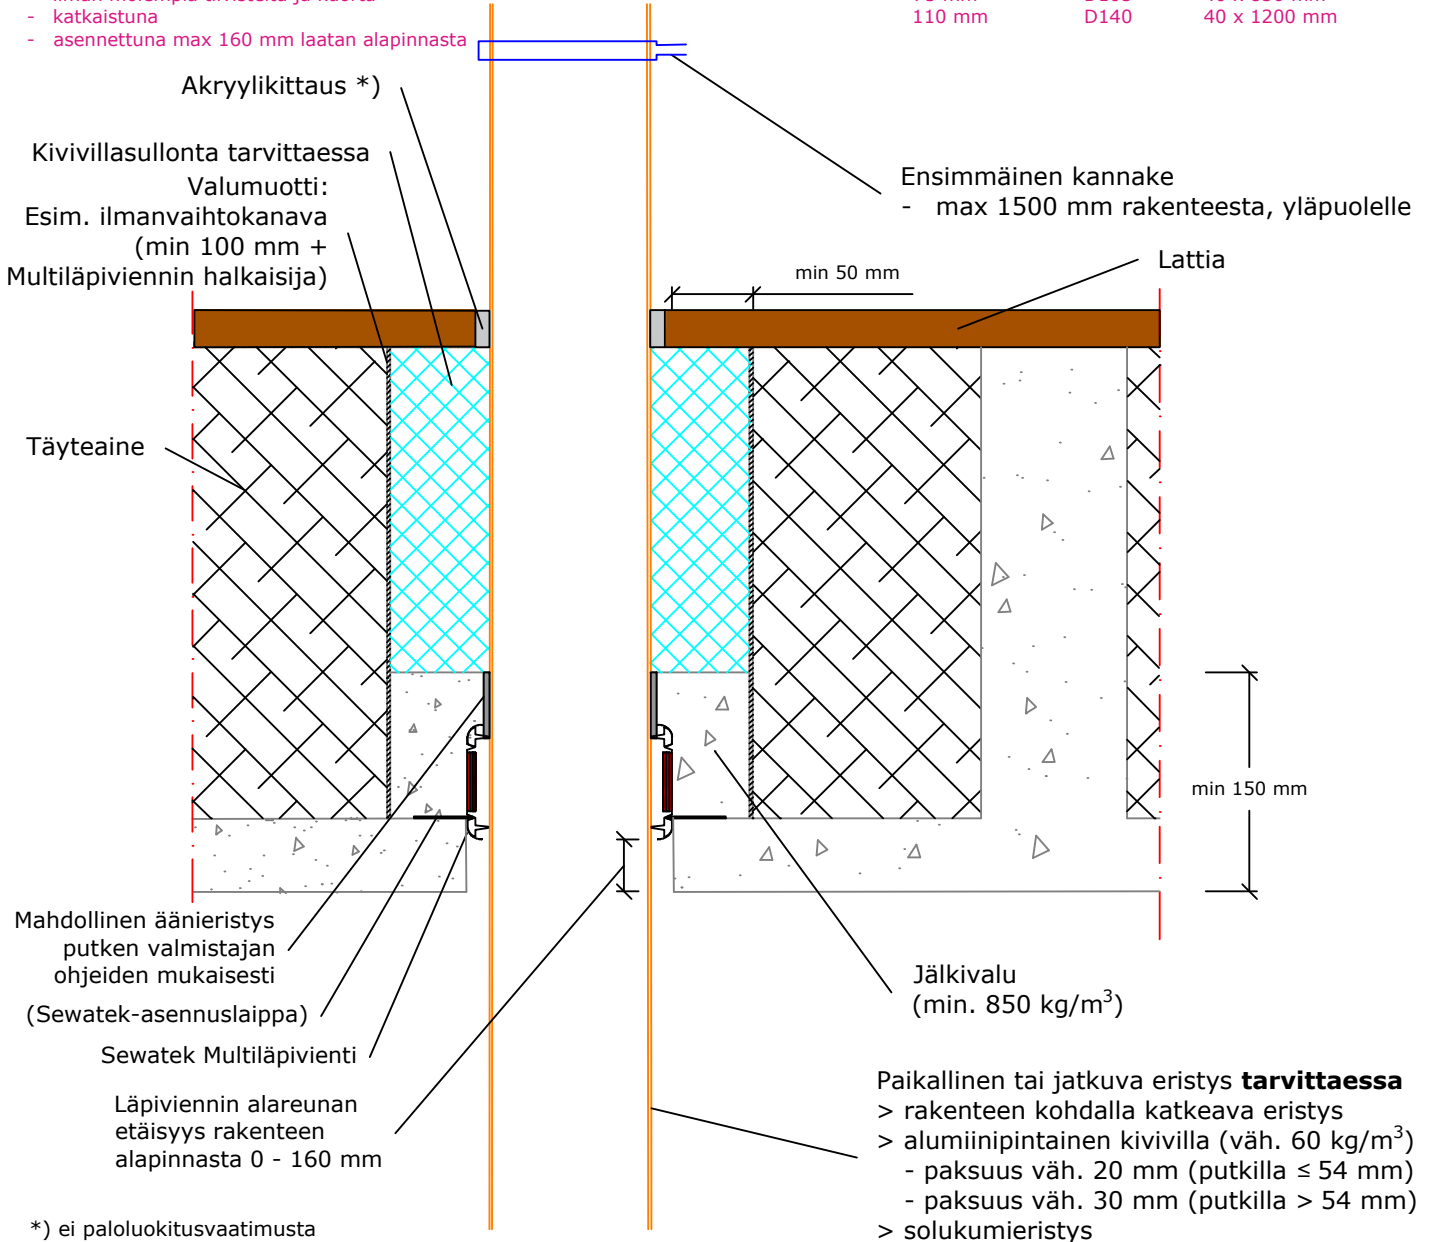 - katkaistuna
- asennettuna max 160 mm laatan alapinnasta
110 mm D140 40 x 1200 mm
Akryylikittaus *)
Kivivillasullonta tarvittaessa
Valumuotti:
Esim. ilmanvaihtokanava
(min 100 mm +
Multiläpiviennin halkaisija)
Ensimmäinen kannake
- max 1500 mm rakenteesta, yläpuolelle
Lattia
min 50 mm
Täyteaine
min 150 mm
Mahdollinen äänieristys
putken valmistajan
ohjeiden mukaisesti
(Sewatek-asennuslaippa)
Sewatek Multiläpivienti
Läpiviennin alareunan
etäisyys rakenteen
alapinnasta 0 - 160 mm
Jälkivalu
(min. 850 kg/m³)
Paikallinen tai jatkuva eristys tarvittaessa
> rakenteen kohdalla katkeava eristys
> alumiinipintainen kivivilla (väh. 60 kg/m³)
- paksuus väh. 20 mm (putkilla ≤ 54 mm)
- paksuus väh. 30 mm (putkilla > 54 mm)
> solukumieristys
*) ei paloluokitusvaatimusta